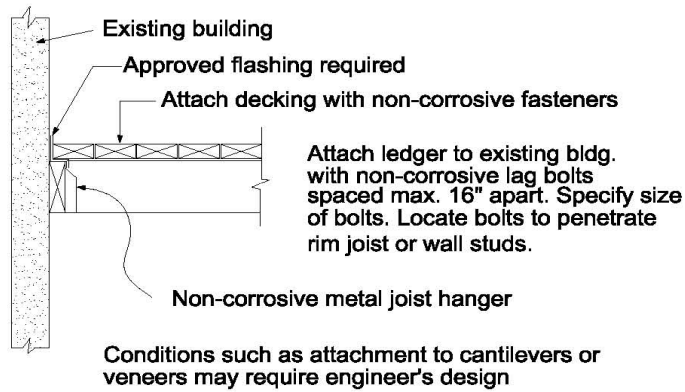 Existing building
Approved flashing required
Attach decking with non-corrosive fasteners
Attach ledger to existing bldg.
with non-corrosive lag bolts
spaced max. 16" apart. Specify size
of bolts. Locate bolts to penetrate
rim joist or wall studs.
Non-corrosive metal joist hanger
Conditions such as attachment to cantilevers or
veneers may require engineer's design